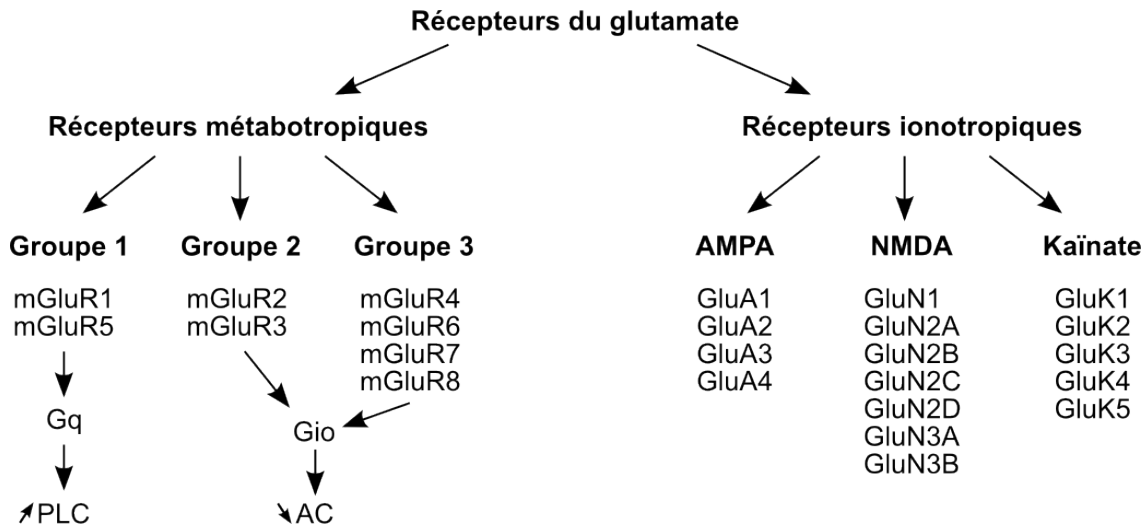 Récepteurs du glutamate
Récepteurs métabotropiques
Récepteurs ionotropiques
Groupe 1
Groupe 2
Groupe 3
AMPA
NMDA
Kaïnate
mGluR1
mGluR5
mGluR2
mGluR3
mGluR4
mGluR6
mGluR7
mGluR8
GluA1
GluA2
GluA3
GluA4
GluN1
GluN2A
GluN2B
GluN2C
GluN2D
GluN3A
GluN3B
GluK1
GluK2
GluK3
GluK4
GluK5
Gq
Gio
PLC
AC